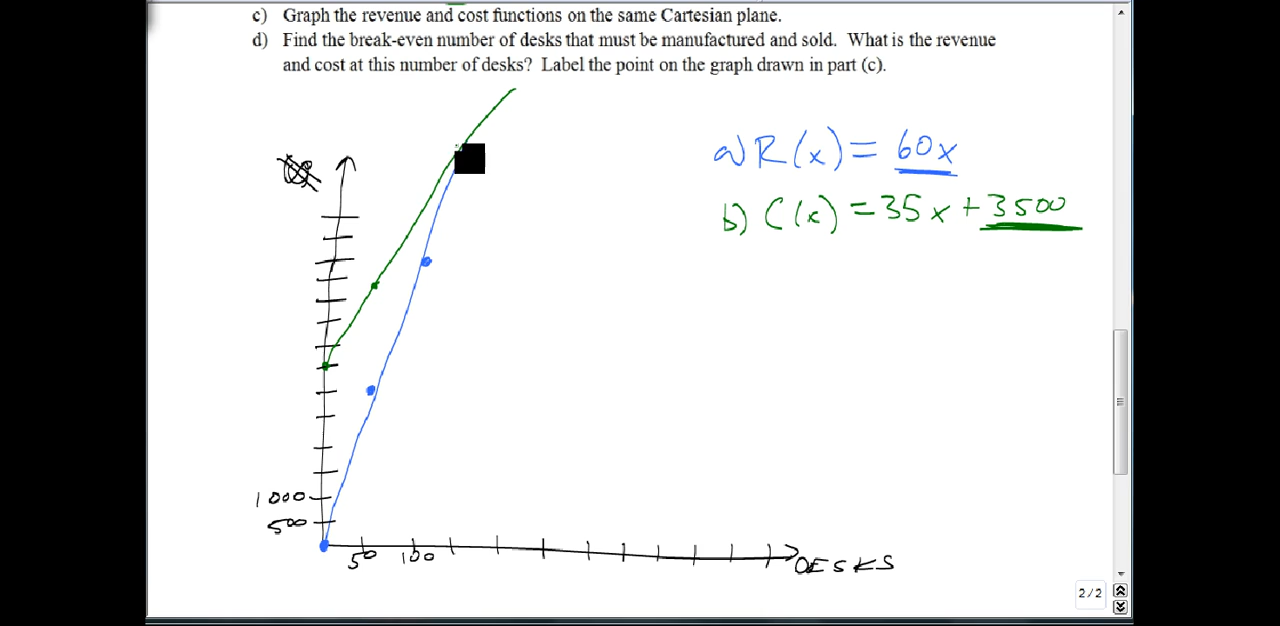 c) Graph the revenue and cost functions on the same Cartesian plane.
d) Find the break-even number of desks that must be manufactured and sold. What is the revenue
and cost at this number of desks? Label the point on the graph drawn in part (c).
a) R(x) = 60x
b) C(x) = 35x + 3500
1000
500
50 100
DESKS
2/2